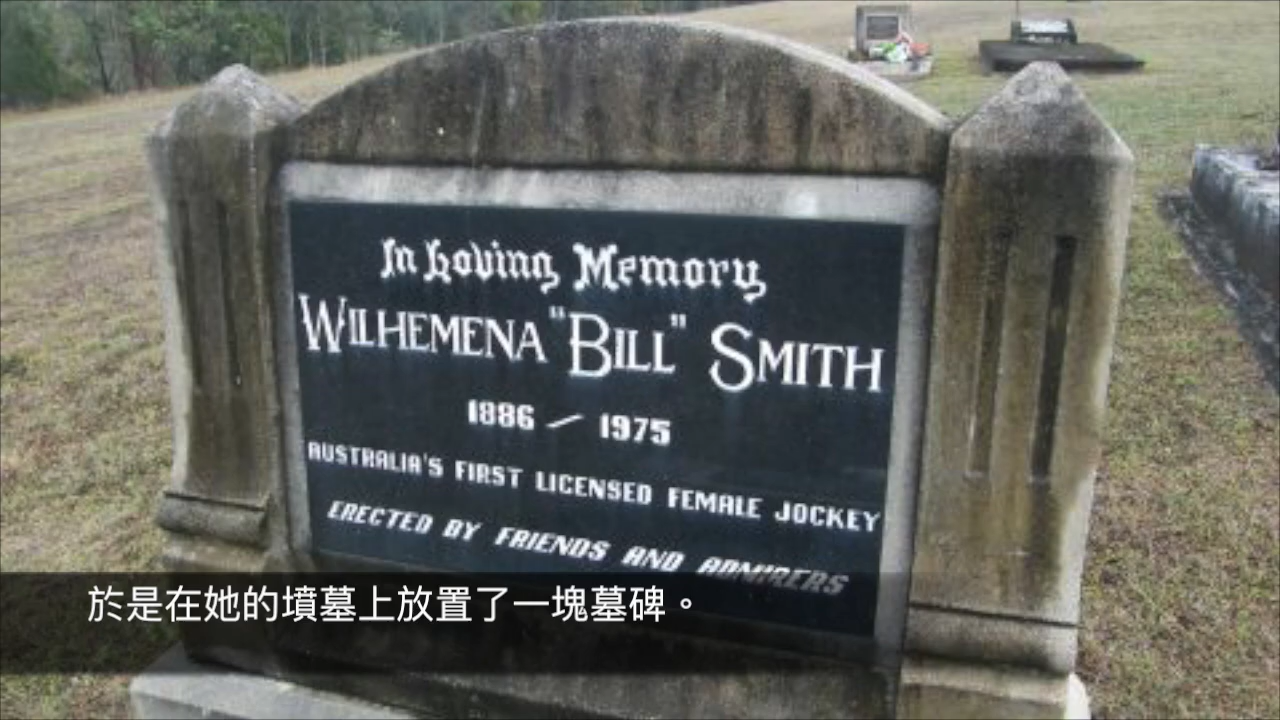 In Loving Memory
WILHEMENA "BILL" SMITH
1886 / 1975
AUSTRALIA'S FIRST LICENSED FEMALE JOCKEY
ERECTED BY FRIENDS AND ADMIRERS
於是在她的墳墓上放置了一塊墓碑。